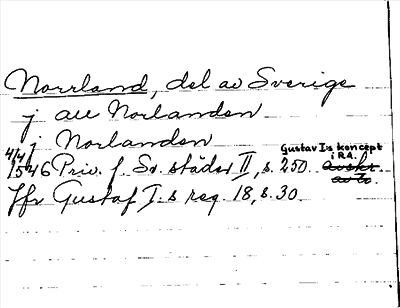 Norrland, del av Sverige
j all Norlanden
j Norlanden
4/4 1546 Priv. f. Sv. städer II, s. 250. Gustav I:s koncept i RA.
Jfr Gustaf I:s reg. 18, s. 30.